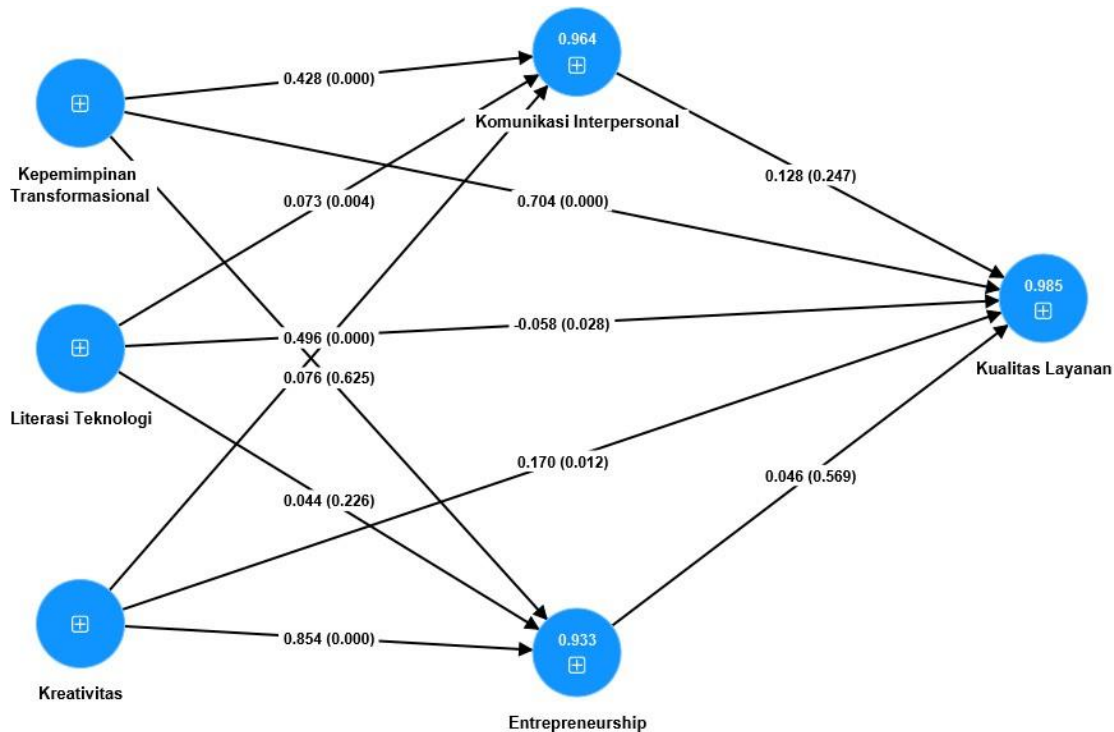 0.964
0.428 (0.000)
Komunikasi Interpersonal
Kepemimpinan
Transformasional
0.128 (0.247)
0.073 (0.004)
0.704 (0.000)
0.985
0.496 (0.000)
-0.058 (0.028)
Kualitas Layanan
0.076 (0.625)
Literasi Teknologi
0.170 (0.012)
0.046 (0.569)
0.044 (0.226)
0.854 (0.000)
0.933
Kreativitas
Entrepreneurship